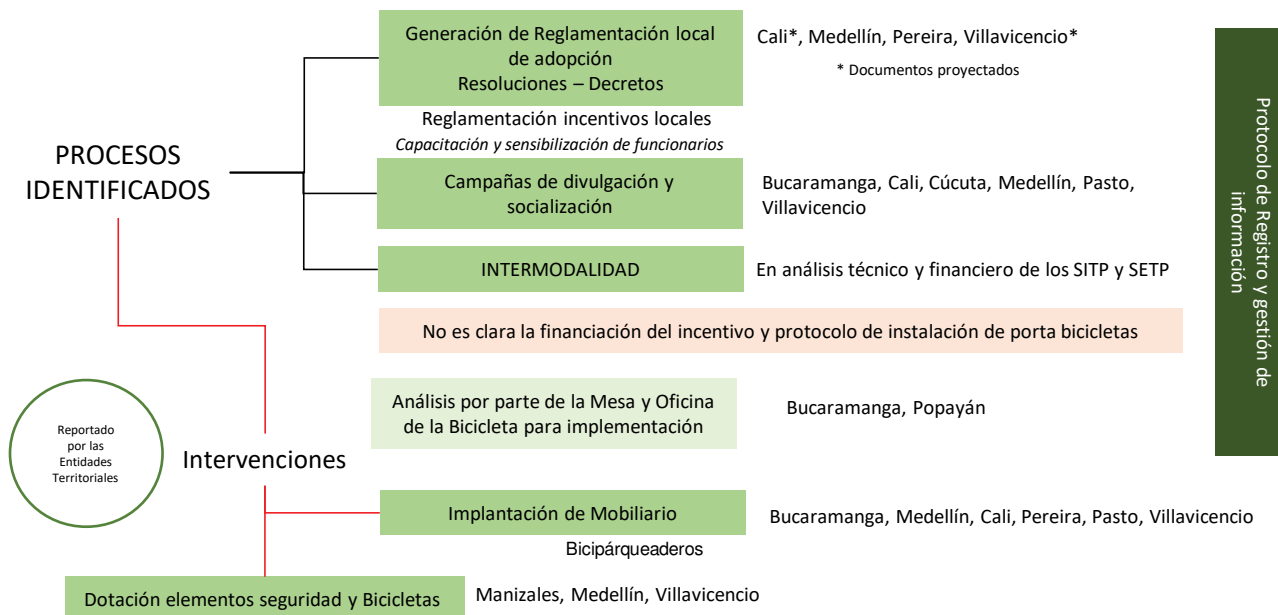 Generación de Reglamentación local
de adopción
Resoluciones – Decretos
Cali*, Medellín, Pereira, Villavicencio*
* Documentos proyectados
Reglamentación incentivos locales
Capacitación y sensibilización de funcionarios
PROCESOS
IDENTIFICADOS
Campañas de divulgación y
socialización
Bucaramanga, Cali, Cúcuta, Medellín, Pasto,
Villavicencio
INTERMODALIDAD
En análisis técnico y financiero de los SITP y SETP
No es clara la financiación del incentivo y protocolo de instalación de porta bicicletas
Análisis por parte de la Mesa y Oficina
de la Bicicleta para implementación
Bucaramanga, Popayán
Reportado
por las
Entidades
Territoriales
Intervenciones
Implantación de Mobiliario
Bucaramanga, Medellín, Cali, Pereira, Pasto, Villavicencio
Bicipárqueaderos
Dotación elementos seguridad y Bicicletas
Manizales, Medellín, Villavicencio
Protocolo de Registro y gestión de
información